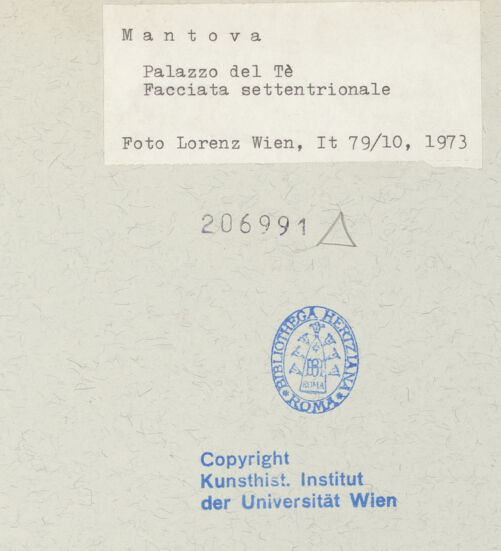 Mantova
Palazzo del Tè
Facciata settentrionale
Foto Lorenz Wien, It 79/10, 1973
206991
BIBLIOTHECA HERTZIANA
BH
ROMA
ROMA
Copyright
Kunsthist. Institut
der Universität Wien